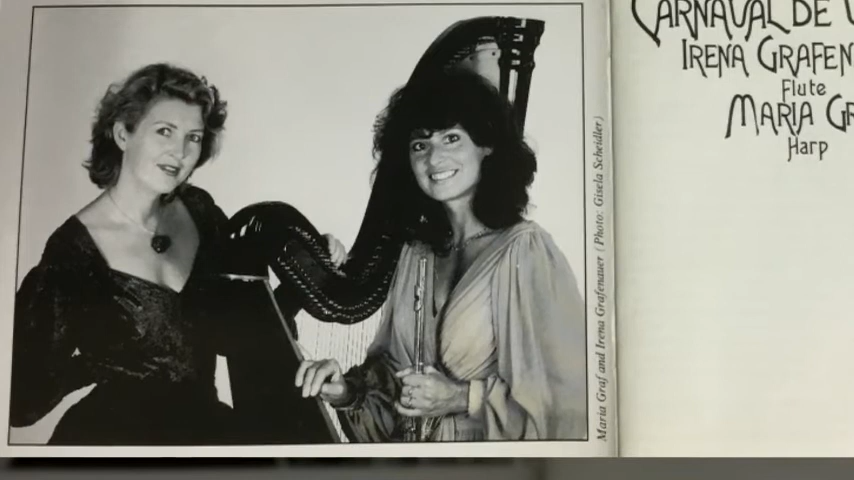 Maria Graf and Irena Grafenauer (Photo: Gisela Scheidler)
CARNAVAL DE
IRENA GRAFEN
Flute
MARIA GR
Harp